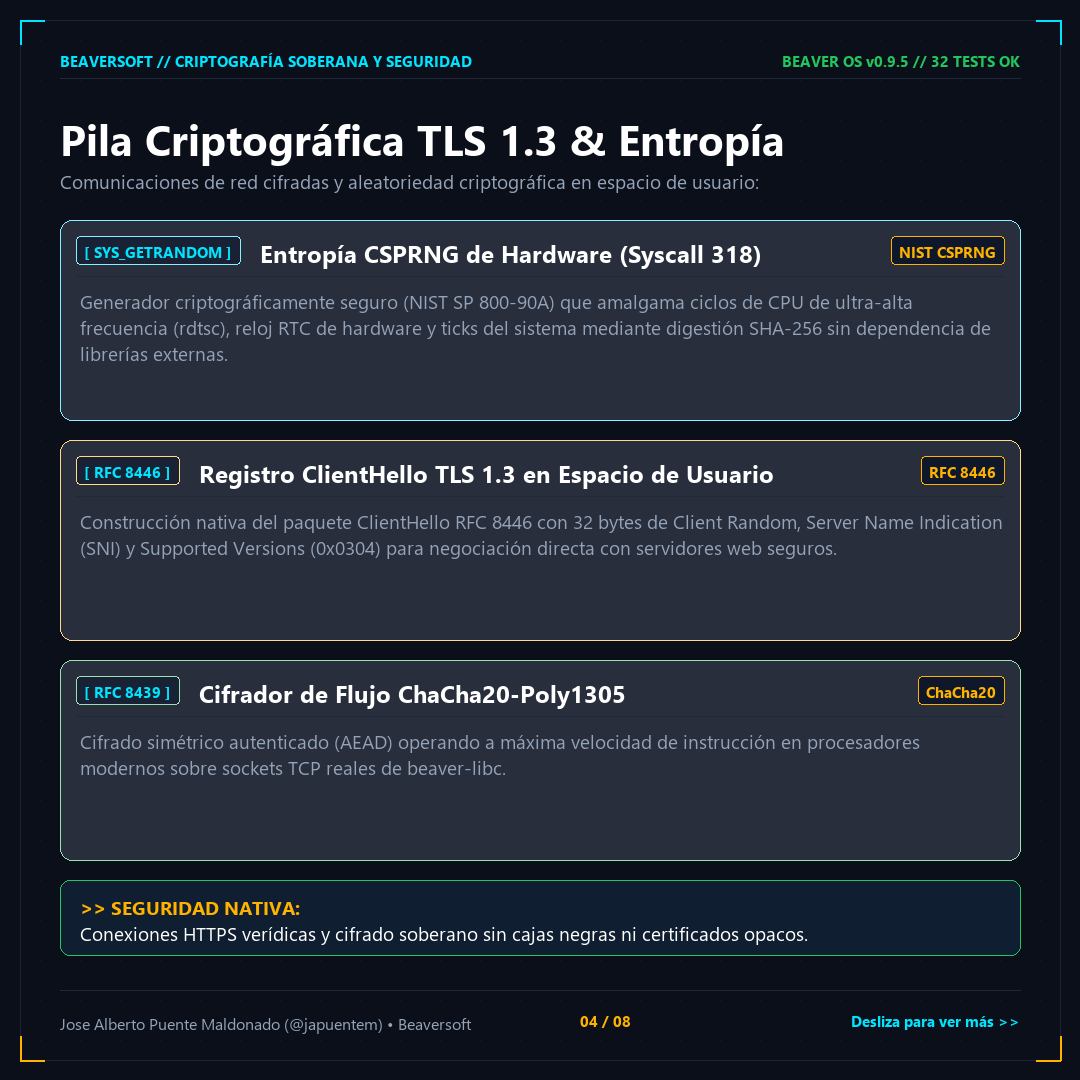 BEAVERSOFT // CRIPTOGRAFÍA SOBERANA Y SEGURIDAD
BEAVER OS v0.9.5 // 32 TESTS OK
Pila Criptográfica TLS 1.3 & Entropía
Comunicaciones de red cifradas y aleatoriedad criptográfica en espacio de usuario:
[ SYS_GETRANDOM ]
Entropía CSPRNG de Hardware (Syscall 318)
NIST CSPRNG
Generador criptográficamente seguro (NIST SP 800-90A) que amalgama ciclos de CPU de ultra-alta
frecuencia (rdtsc), reloj RTC de hardware y ticks del sistema mediante digestión SHA-256 sin dependencia de
librerías externas.
[ RFC 8446 ]
Registro ClientHello TLS 1.3 en Espacio de Usuario
RFC 8446
Construcción nativa del paquete ClientHello RFC 8446 con 32 bytes de Client Random, Server Name Indication
(SNI) y Supported Versions (0x0304) para negociación directa con servidores web seguros.
[ RFC 8439 ]
Cifrador de Flujo ChaCha20-Poly1305
ChaCha20
Cifrado simétrico autenticado (AEAD) operando a máxima velocidad de instrucción en procesadores
modernos sobre sockets TCP reales de beaver-libc.
>> SEGURIDAD NATIVA:
Conexiones HTTPS verídicas y cifrado soberano sin cajas negras ni certificados opacos.
Jose Alberto Puente Maldonado (@japuentem) • Beaversoft
04 / 08
Desliza para ver más >>